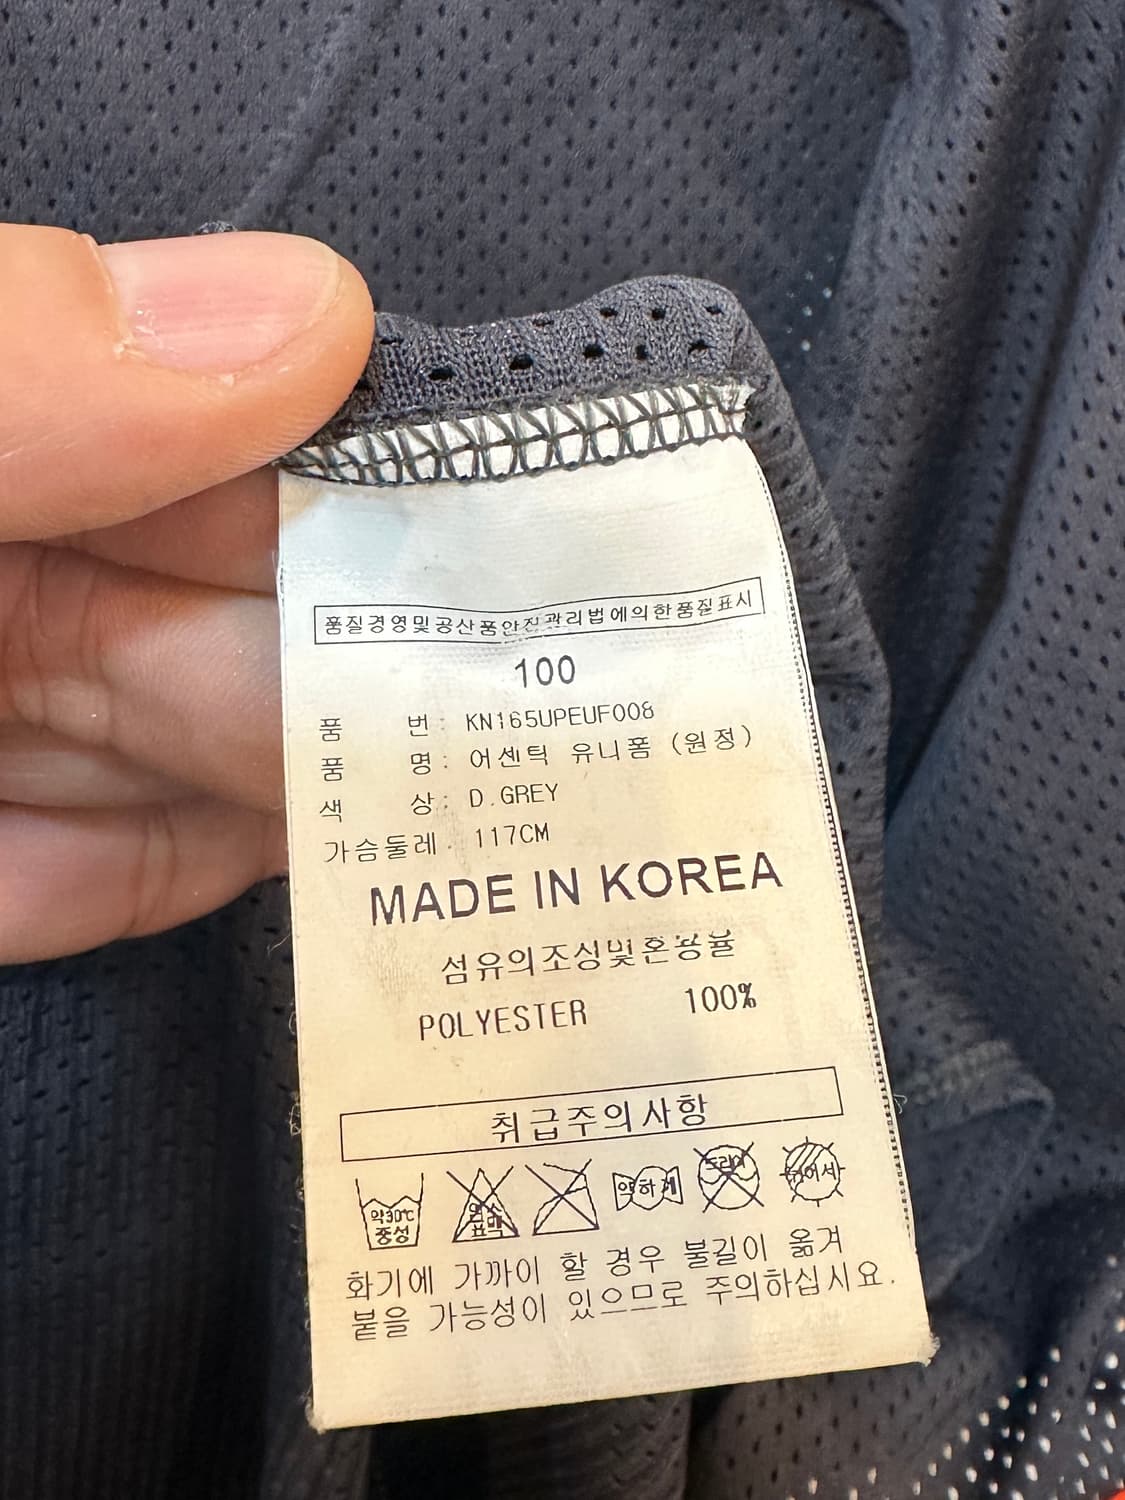 품질경영및공산품안전관리법에의한품질표시
100
품 번: KN165UPEUF008
품 명: 어센틱 유니폼 (원정)
색 상: D.GREY
가슴둘레: 117CM
MADE IN KOREA
섬유의조성및혼용율
POLYESTER 100%
취급주의사항
약30℃ 중성 염소 표백 약하게 드라이
화기에 가까이 할 경우 불길이 옮겨
붙을 가능성이 있으므로 주의하십시요.